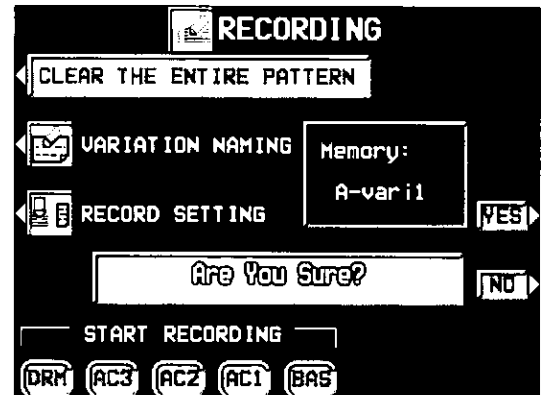 RECORDING
CLEAR THE ENTIRE PATTERN
VARIATION NAMING
Memory:
A-vari1
RECORD SETTING
YES
Are You Sure?
NO
START RECORDING
DRM AC3 AC2 AC1 BAS